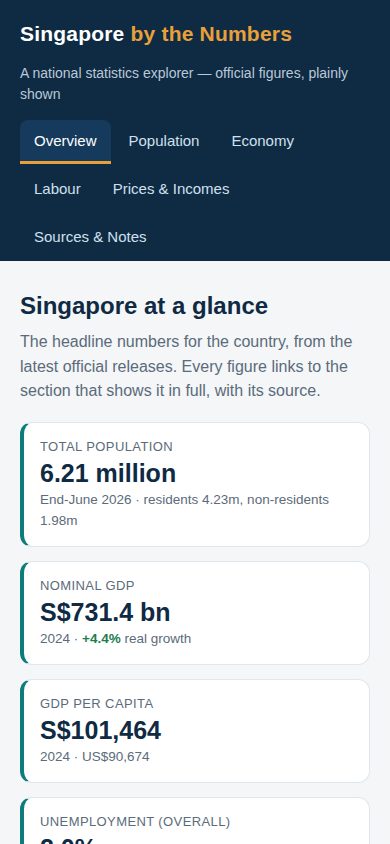 Singapore by the Numbers
A national statistics explorer — official figures, plainly
shown
Overview
Population
Economy
Labour
Prices & Incomes
Sources & Notes
Singapore at a glance
The headline numbers for the country, from the
latest official releases. Every figure links to the
section that shows it in full, with its source.
TOTAL POPULATION
6.21 million
End-June 2026 · residents 4.23m, non-residents
1.98m
NOMINAL GDP
S$731.4 bn
2024 · +4.4% real growth
GDP PER CAPITA
S$101,464
2024 · US$90,674
UNEMPLOYMENT (OVERALL)